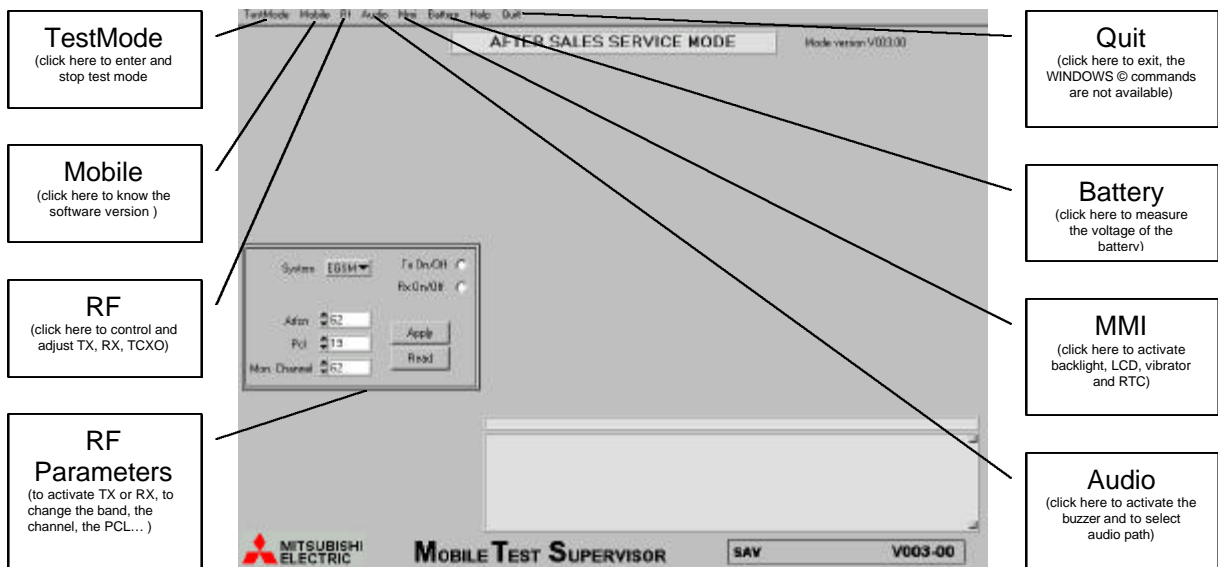 TestMode Mobile Rf Audio Mmi Battery Help Quit
AFTER SALES SERVICE MODE
Mode version V003.00
TestMode
(click here to enter and
stop test mode
Mobile
(click here to know the
software version )
RF
(click here to control and
adjust TX, RX, TCXO)
RF
Parameters
(to activate TX or RX, to
change the band, the
channel, the PCL… )
System EGSM
Tx On/Off
Rx On/Off
Arfcn 62
Pcl 19
Mon. Channel 62
Apply
Read
Quit
(click here to exit, the
WINDOWS © commands
are not available)
Battery
(click here to measure
the voltage of the
battery)
MMI
(click here to activate
backlight, LCD, vibrator
and RTC)
Audio
(click here to activate the
buzzer and to select
audio path)
MITSUBISHI
ELECTRIC
MOBILE TEST SUPERVISOR
SAV V003-00